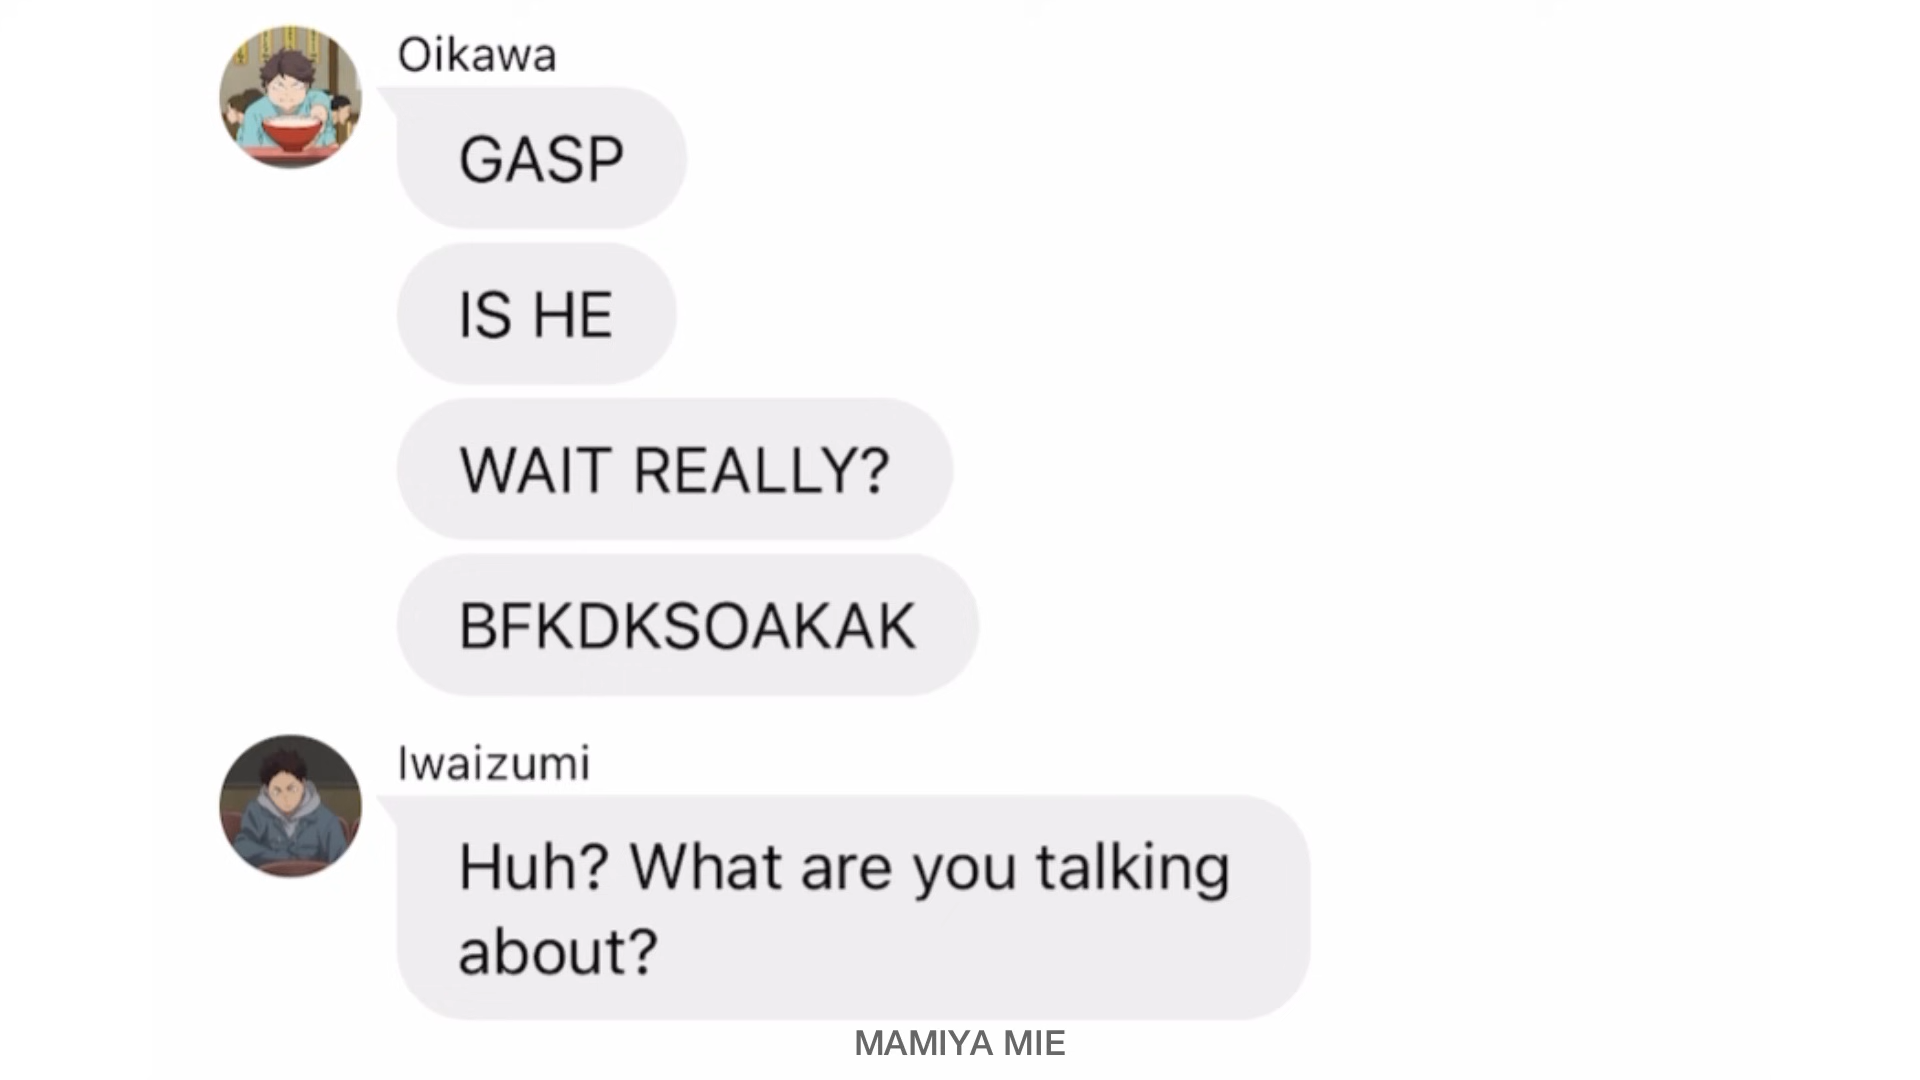 Oikawa
GASP
IS HE
WAIT REALLY?
BFKDKSOAKAK
Iwaizumi
Huh? What are you talking
about?
MAMIYA MIE